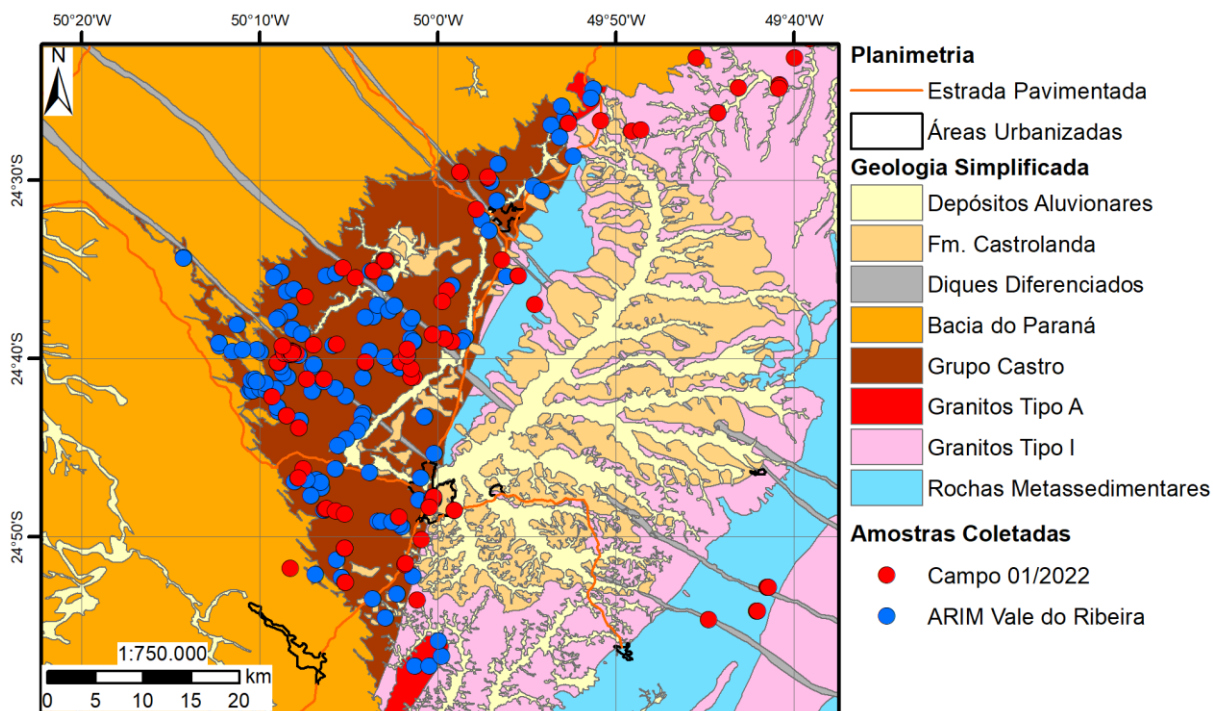 50°20'W 50°10'W 50°00'W 49°50'W 49°40'W
N
24°30'S
24°40'S
24°50'S
1:750.000
km
0 5 10 15 20
Planimetria
Estrada Pavimentada
Áreas Urbanizadas
Geologia Simplificada
Depósitos Aluvionares
Fm. Castrolanda
Diques Diferenciados
Bacia do Paraná
Grupo Castro
Granitos Tipo A
Granitos Tipo I
Rochas Metassedimentares
Amostras Coletadas
Campo 01/2022
ARIM Vale do Ribeira